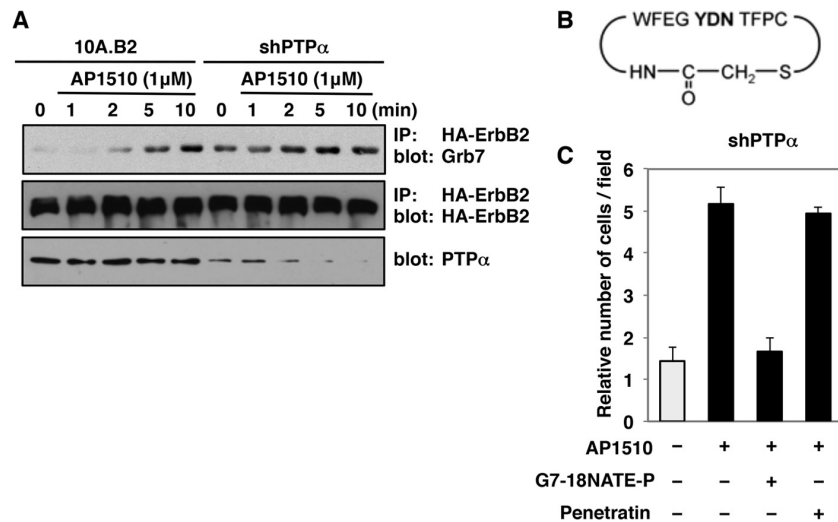 A
10A.B2 shPTPα
AP1510 (1μM) AP1510 (1μM)
0 1 2 5 10 0 1 2 5 10 (min)
IP: HA-ErbB2
blot: Grb7
IP: HA-ErbB2
blot: HA-ErbB2
blot: PTPα
B
WFEG YDN TFPC
HN C CH₂ S
O
C
shPTPα
Relative number of cells / field
6
5
4
3
2
1
0
AP1510 – + + +
G7-18NATE-P – – + –
Penetratin – – – +